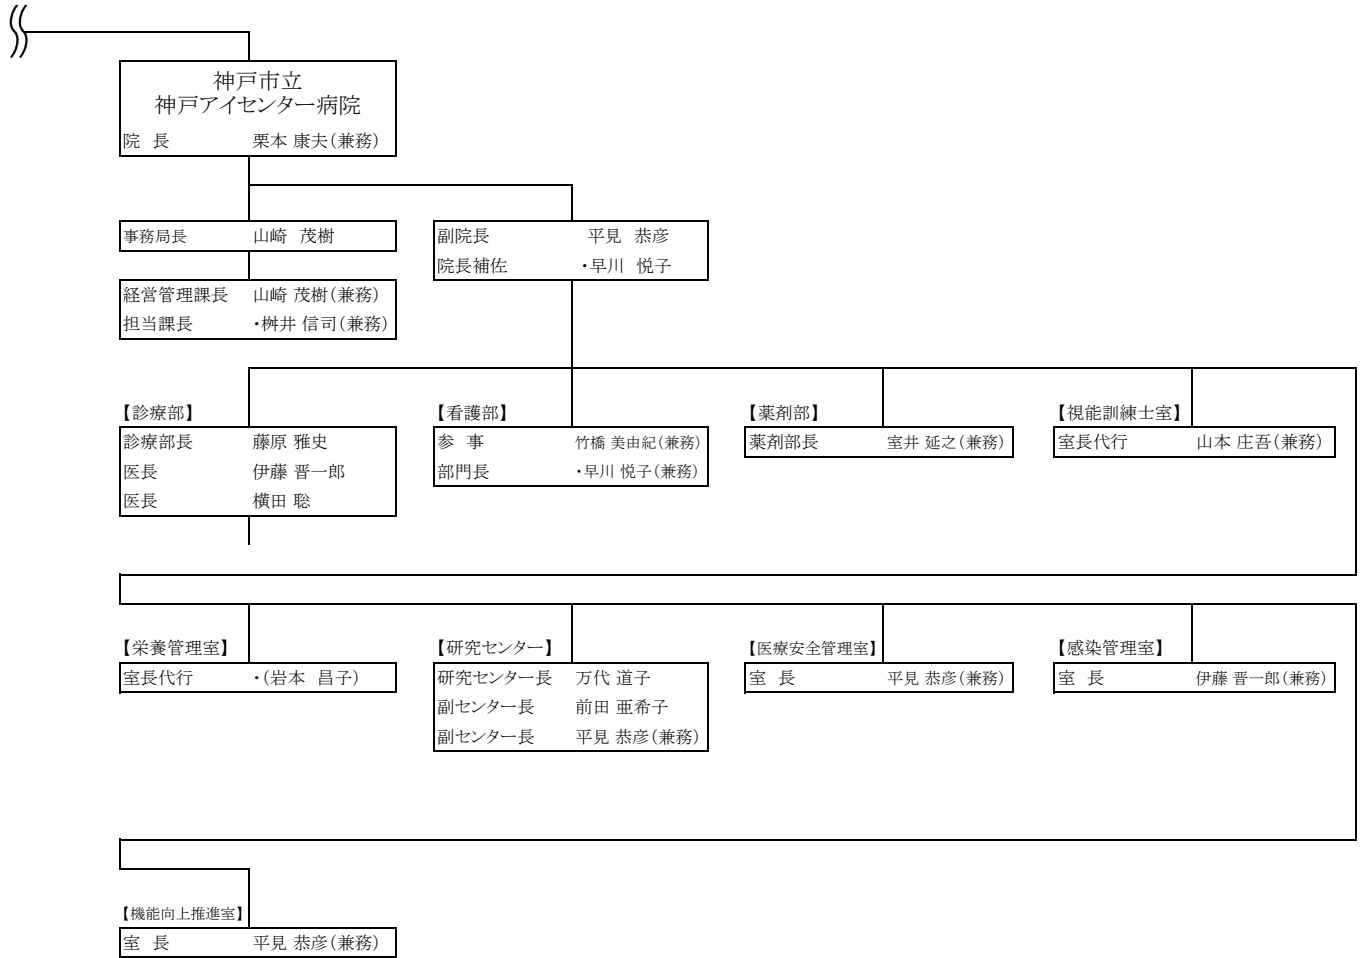 神戸市立
神戸アイセンター病院
院 長 栗本 康夫(兼務)
事務局長 山崎 茂樹
経営管理課長 山崎 茂樹(兼務)
担当課長 ・桝井 信司(兼務)
副院長 平見 恭彦
院長補佐 ・早川 悦子
【診療部】
診療部長 藤原 雅史
医長 伊藤 晋一郎
医長 横田 聡
【看護部】
参 事 竹橋 美由紀(兼務)
部門長 ・早川 悦子(兼務)
【薬剤部】
薬剤部長 室井 延之(兼務)
【視能訓練士室】
室長代行 山本 庄吾(兼務)
【栄養管理室】
室長代行 ・(岩本 昌子)
【研究センター】
研究センター長 万代 道子
副センター長 前田 亜希子
副センター長 平見 恭彦(兼務)
【医療安全管理室】
室 長 平見 恭彦(兼務)
【感染管理室】
室 長 伊藤 晋一郎(兼務)
【機能向上推進室】
室 長 平見 恭彦(兼務)